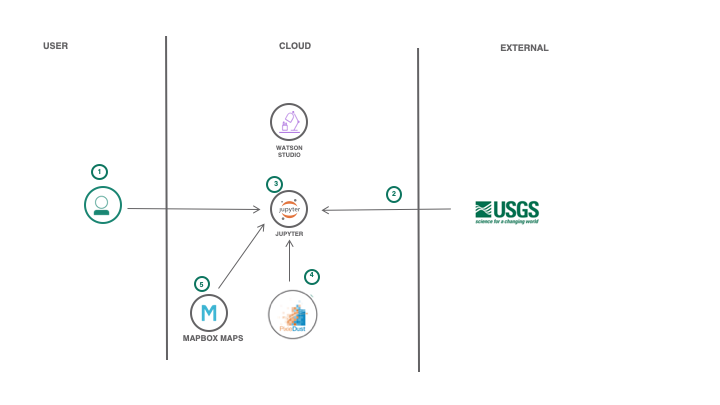 USER
CLOUD
EXTERNAL
WATSON
STUDIO
1
3
2
jupyter
USGS
science for a changing world
JUPYTER
4
5
M
PixieDust
MAPBOX MAPS